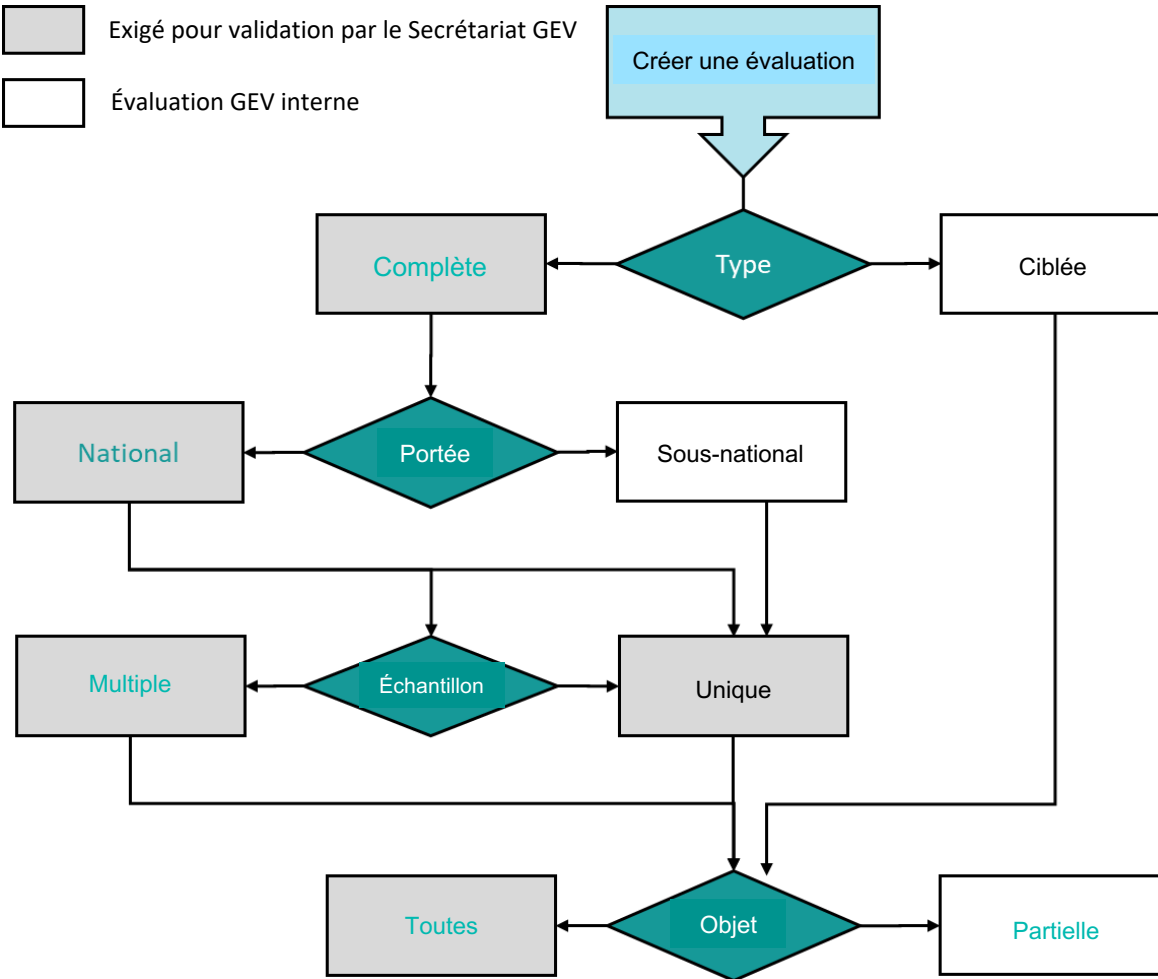 Exigé pour validation par le Secrétariat GEV
Évaluation GEV interne
Créer une évaluation
Complète
Type
Ciblée
National
Portée
Sous-national
Multiple
Échantillon
Unique
Toutes
Objet
Partielle